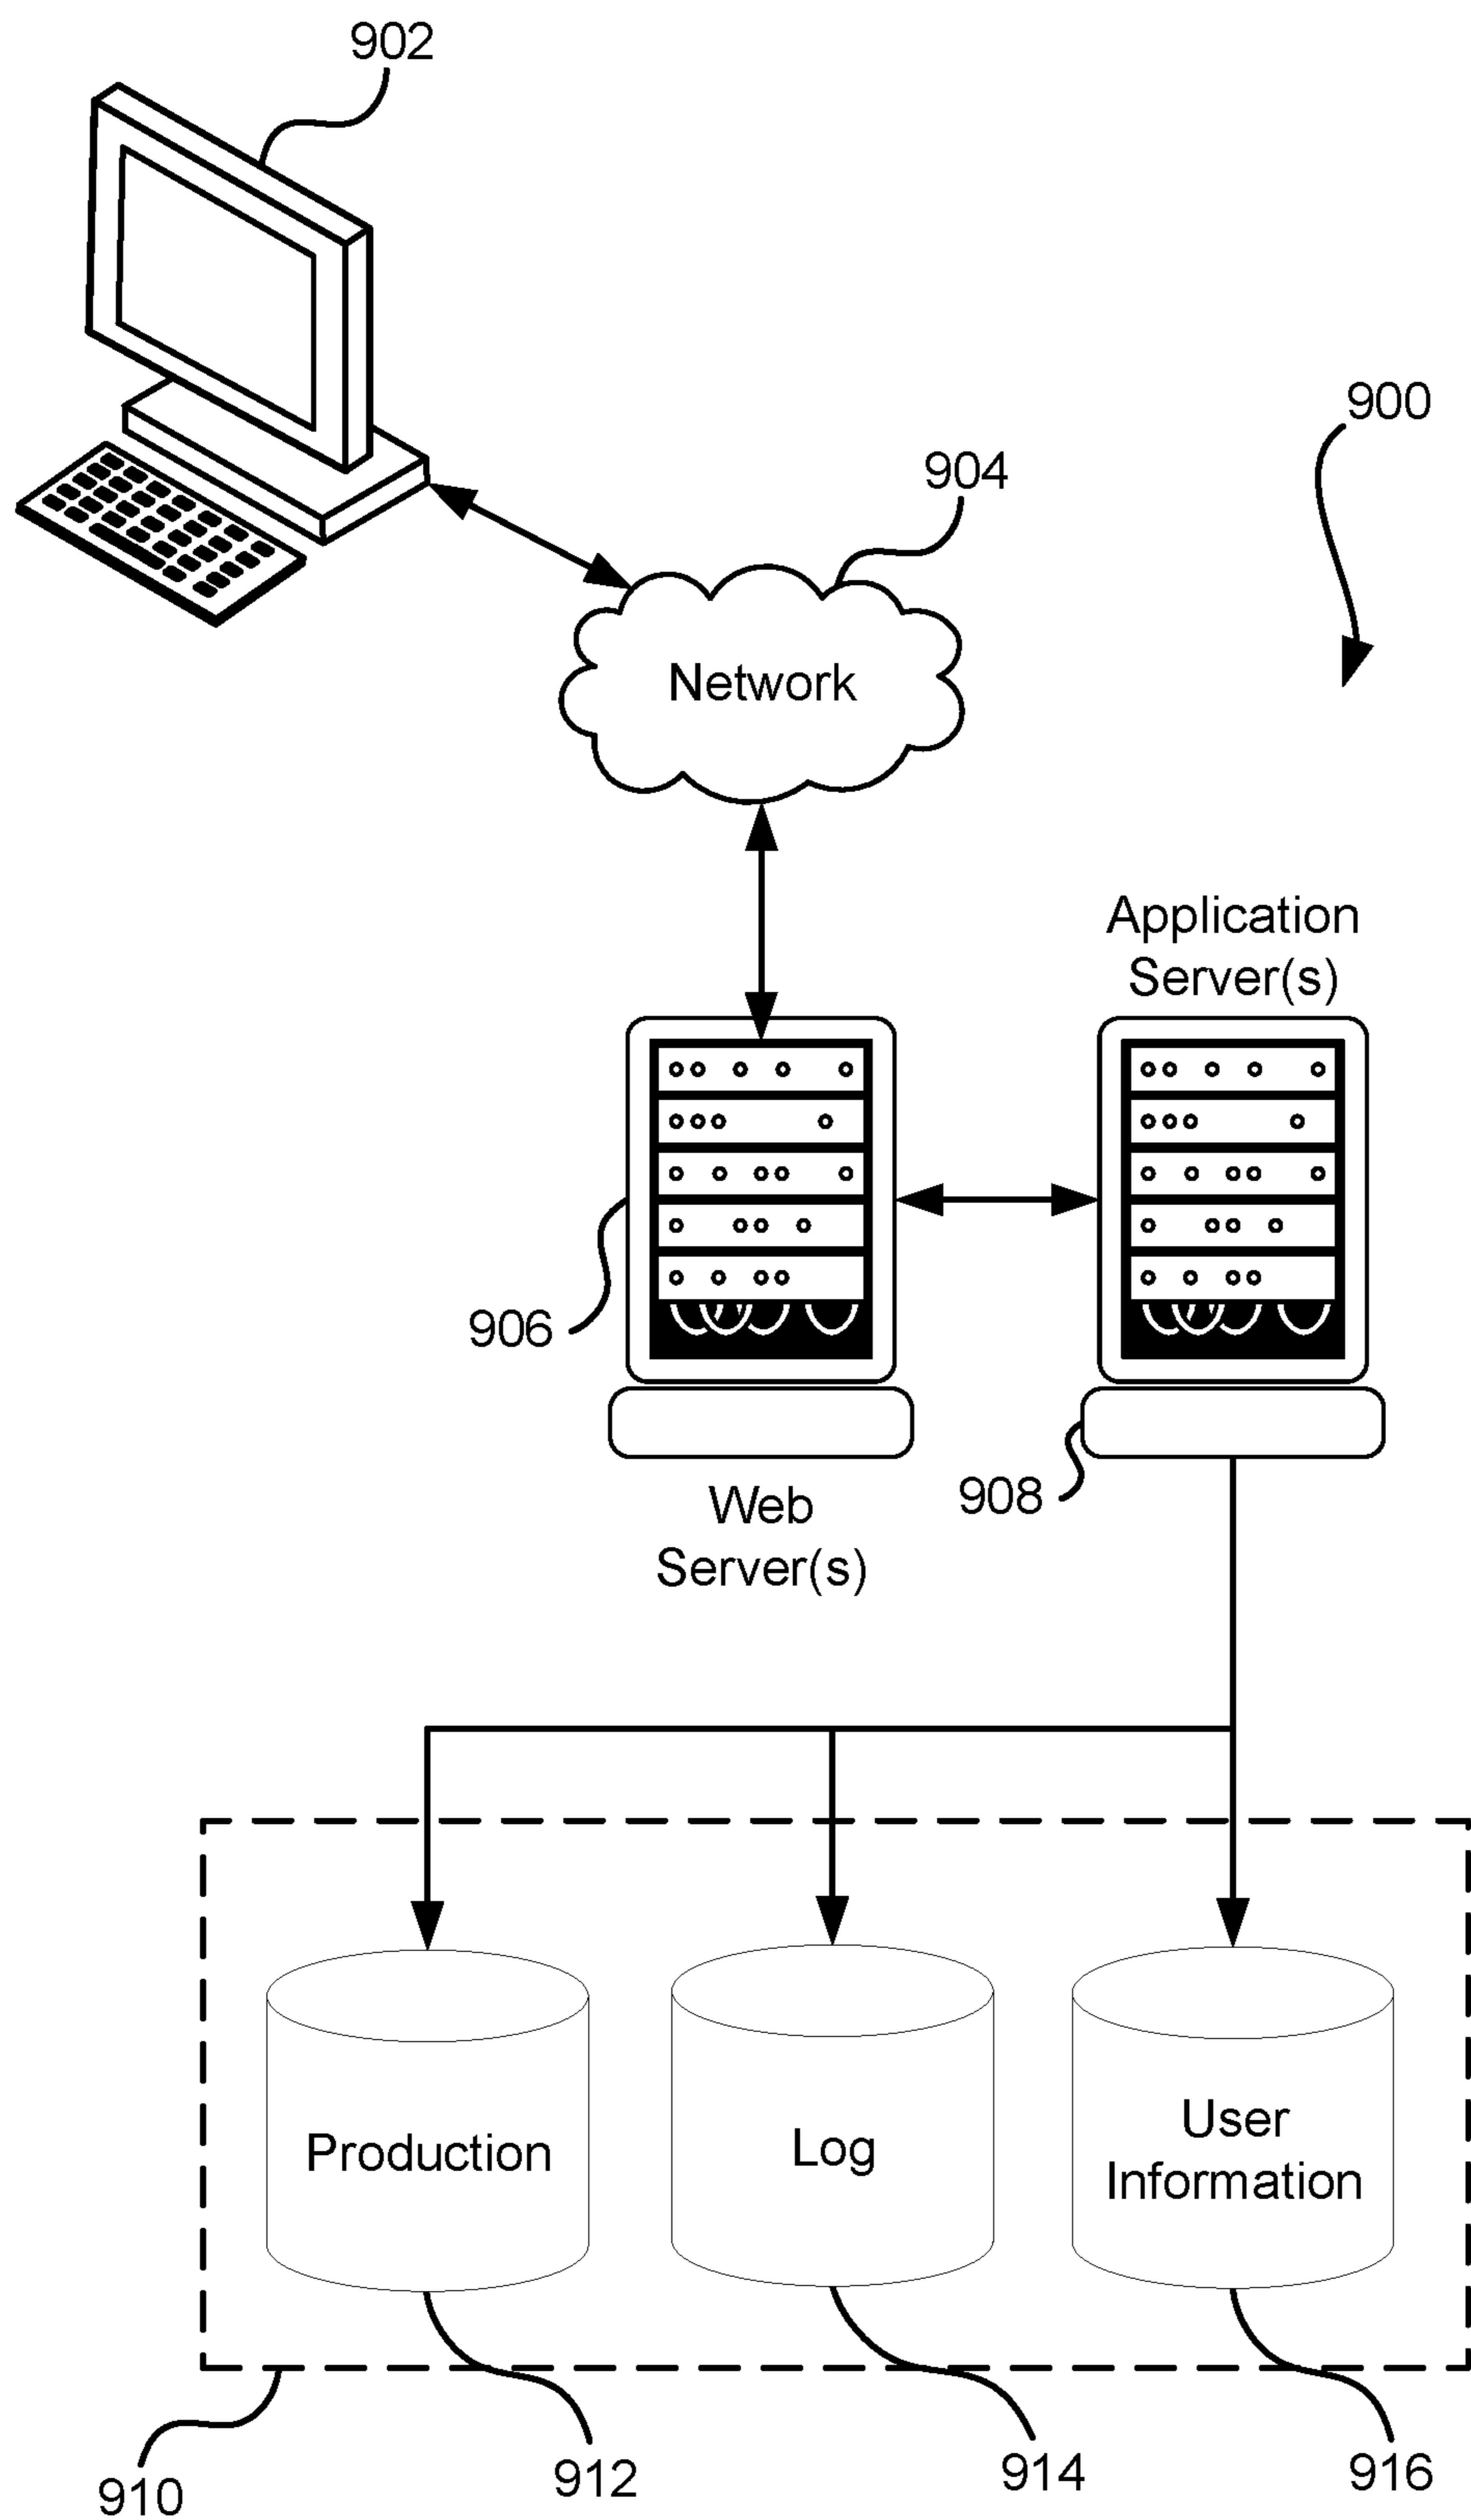 902
900
904
Network
Application
Server(s)
906
908
Web
Server(s)
Production
Log
User
Information
910
912
914
916